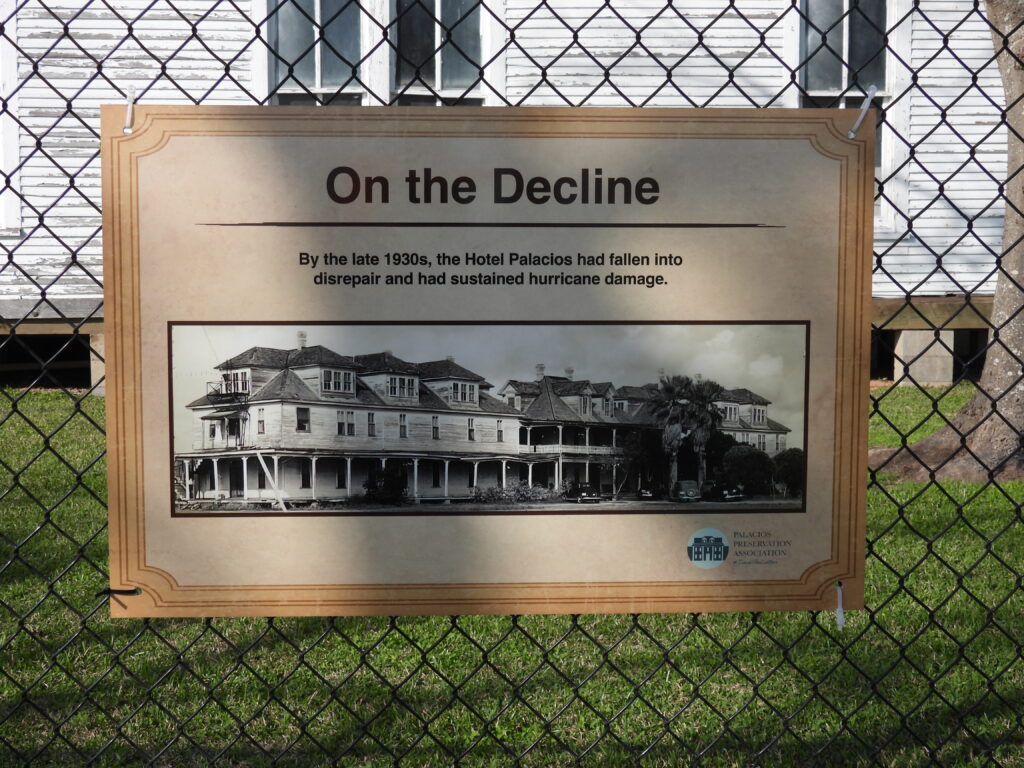 On the Decline
By the late 1930s, the Hotel Palacios had fallen into
disrepair and had sustained hurricane damage.
PALACIOS
PRESERVATION
ASSOCIATION